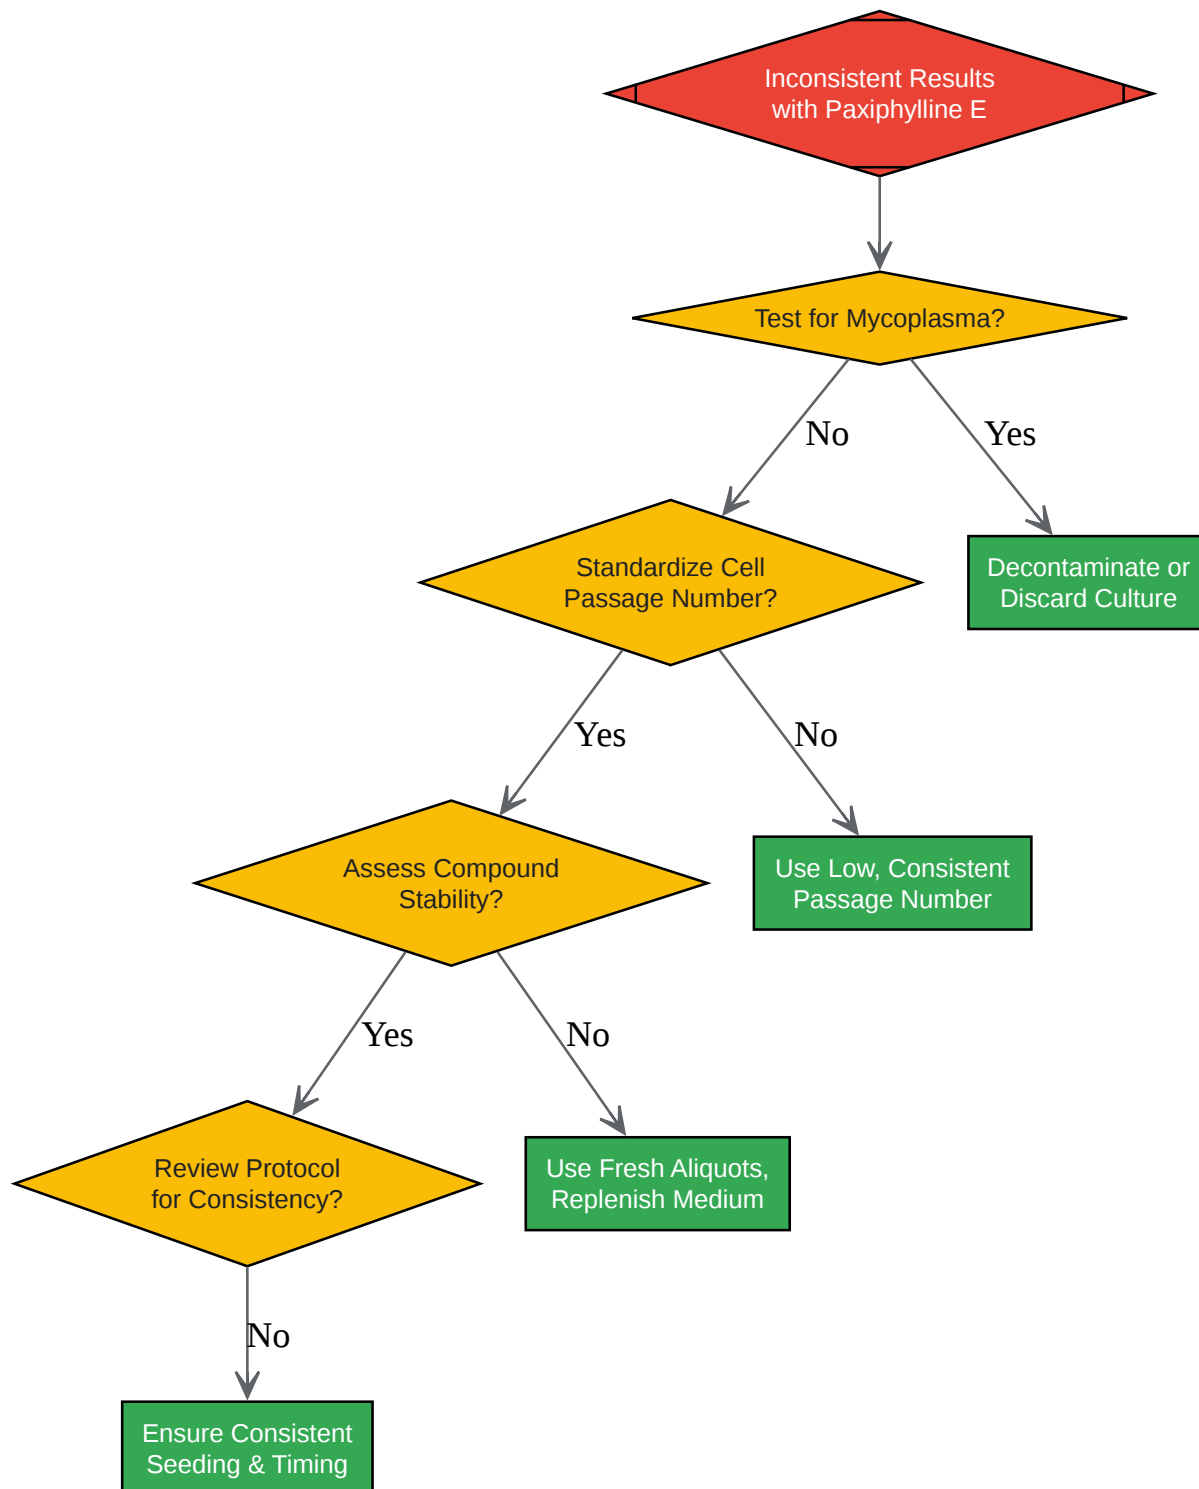 Inconsistent Results
with Paxiphylline E
Test for Mycoplasma?
No
Yes
Standardize Cell
Passage Number?
Decontaminate or
Discard Culture
Yes
No
Assess Compound
Stability?
Use Low, Consistent
Passage Number
Yes
No
Review Protocol
for Consistency?
Use Fresh Aliquots,
Replenish Medium
No
Ensure Consistent
Seeding & Timing